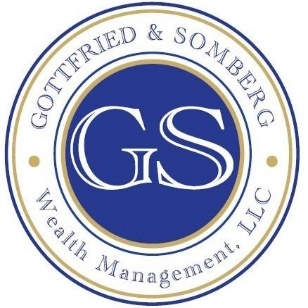 GOTTFRIED & SOMBERG
GS
Wealth Management, LLC